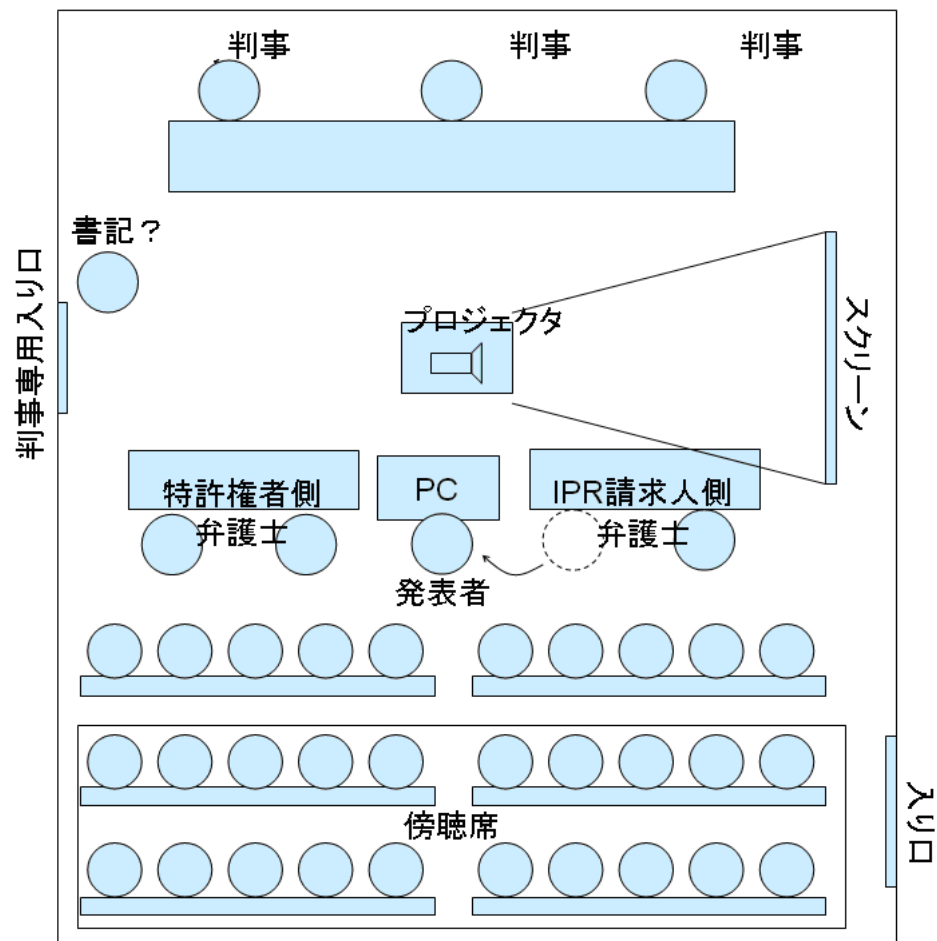 判事
判事
判事
書記？
判事専用入り口
プロジェクタ
スクリーン
特許権者側
弁護士
PC
IPR請求人側
弁護士
発表者
傍聴席
入り口